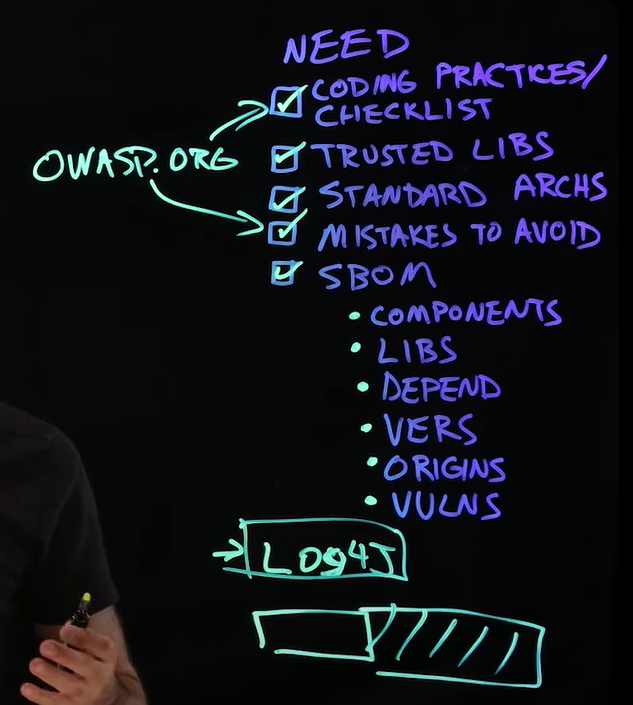 NEED
CODING PRACTICES/
CHECKLIST
OWASP.ORG
TRUSTED LIBS
STANDARD ARCHS
MISTAKES TO AVOID
SBOM
• COMPONENTS
• LIBS
• DEPEND
• VERS
• ORIGINS
• VULNS
LOg4J